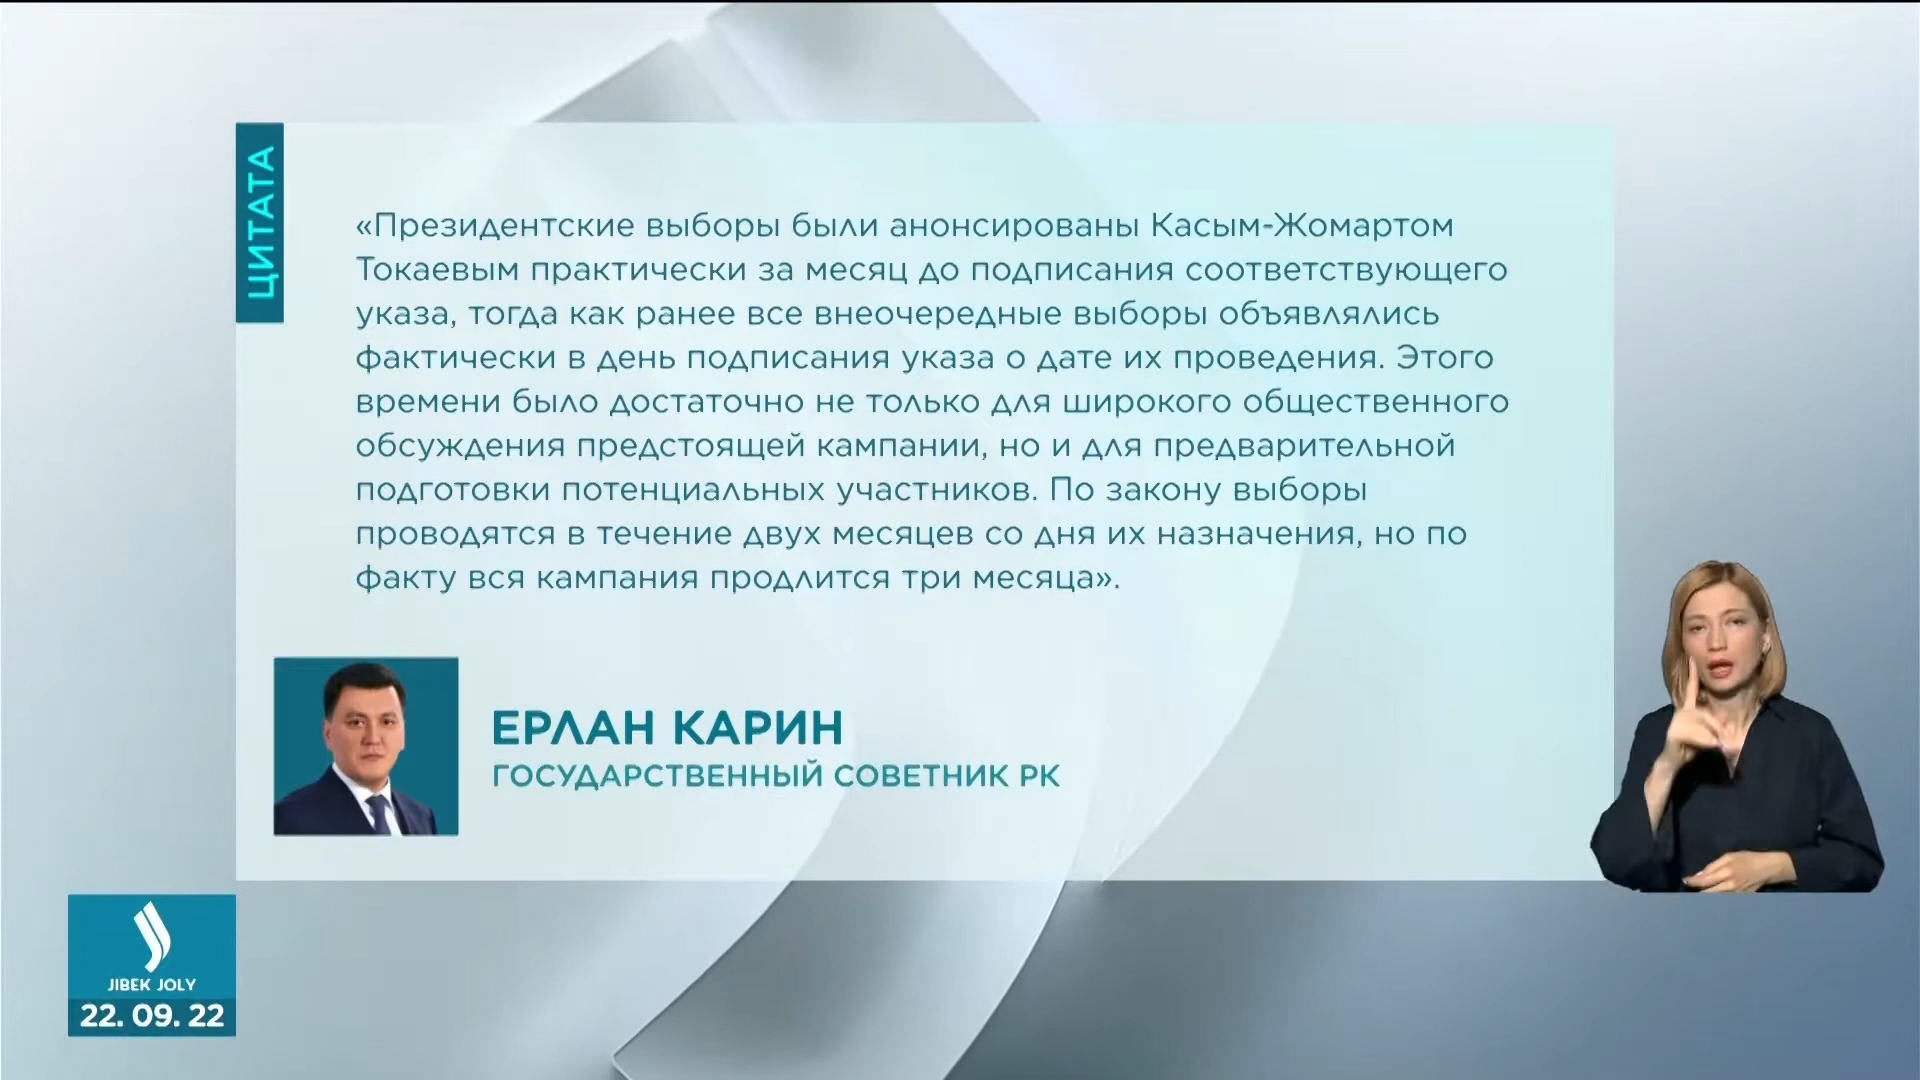 ЦИТАТА
«Президентские выборы были анонсированы Касым-Жомартом
Токаевым практически за месяц до подписания соответствующего
указа, тогда как ранее все внеочередные выборы объявлялись
фактически в день подписания указа о дате их проведения. Этого
времени было достаточно не только для широкого общественного
обсуждения предстоящей кампании, но и для предварительной
подготовки потенциальных участников. По закону выборы
проводятся в течение двух месяцев со дня их назначения, но по
факту вся кампания продлится три месяца».
ЕРЛАН КАРИН
ГОСУДАРСТВЕННЫЙ СОВЕТНИК РК
JIBEK JOLY
22. 09. 22